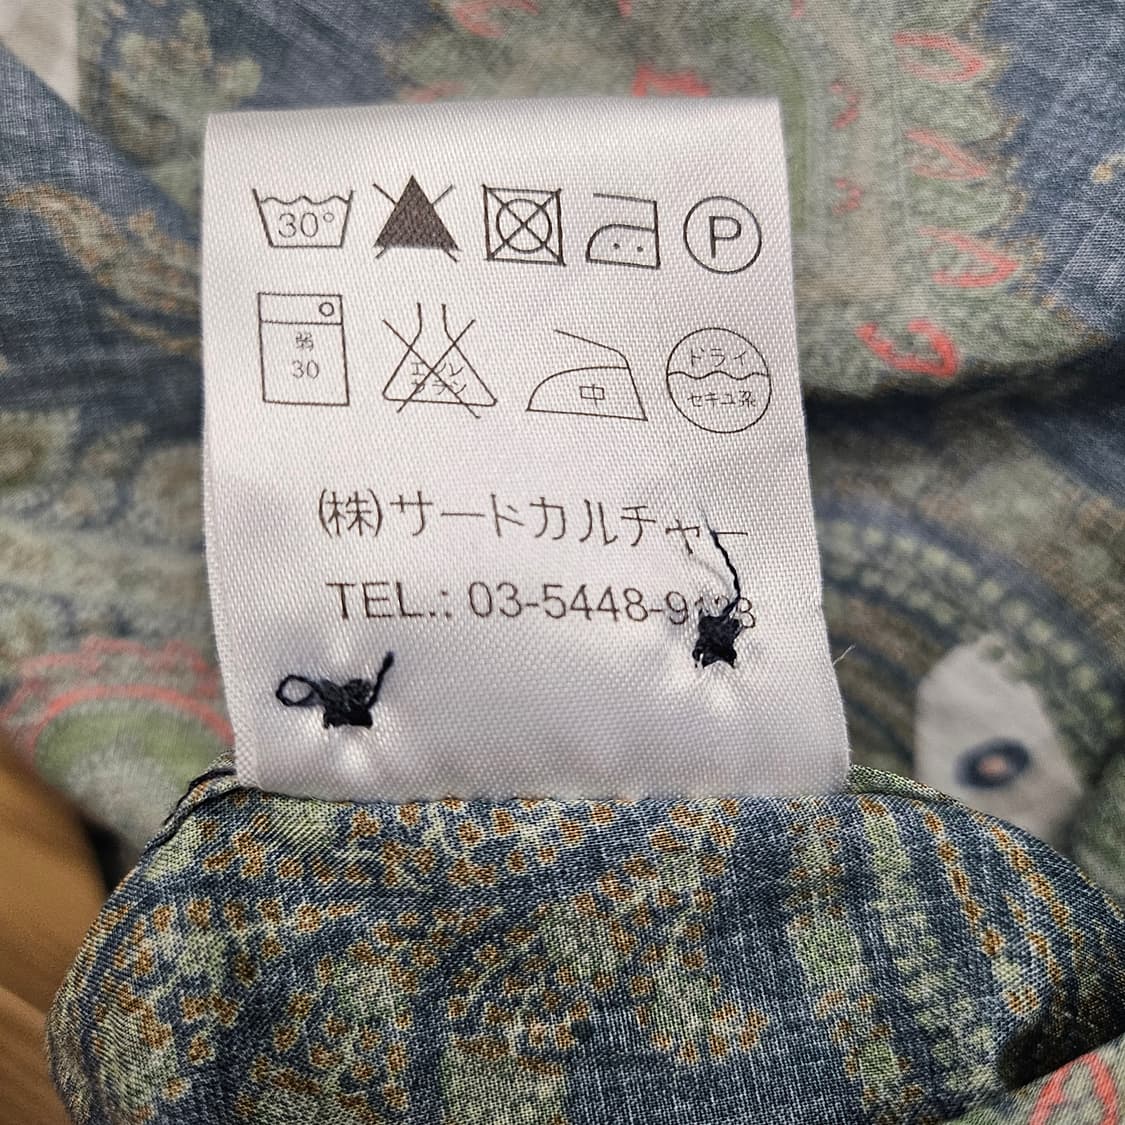 30° P
弱
30
エンソ
サラシ
中
ドライ
セキユ系
(株)サードカルチャー
TEL.: 03-5448-9